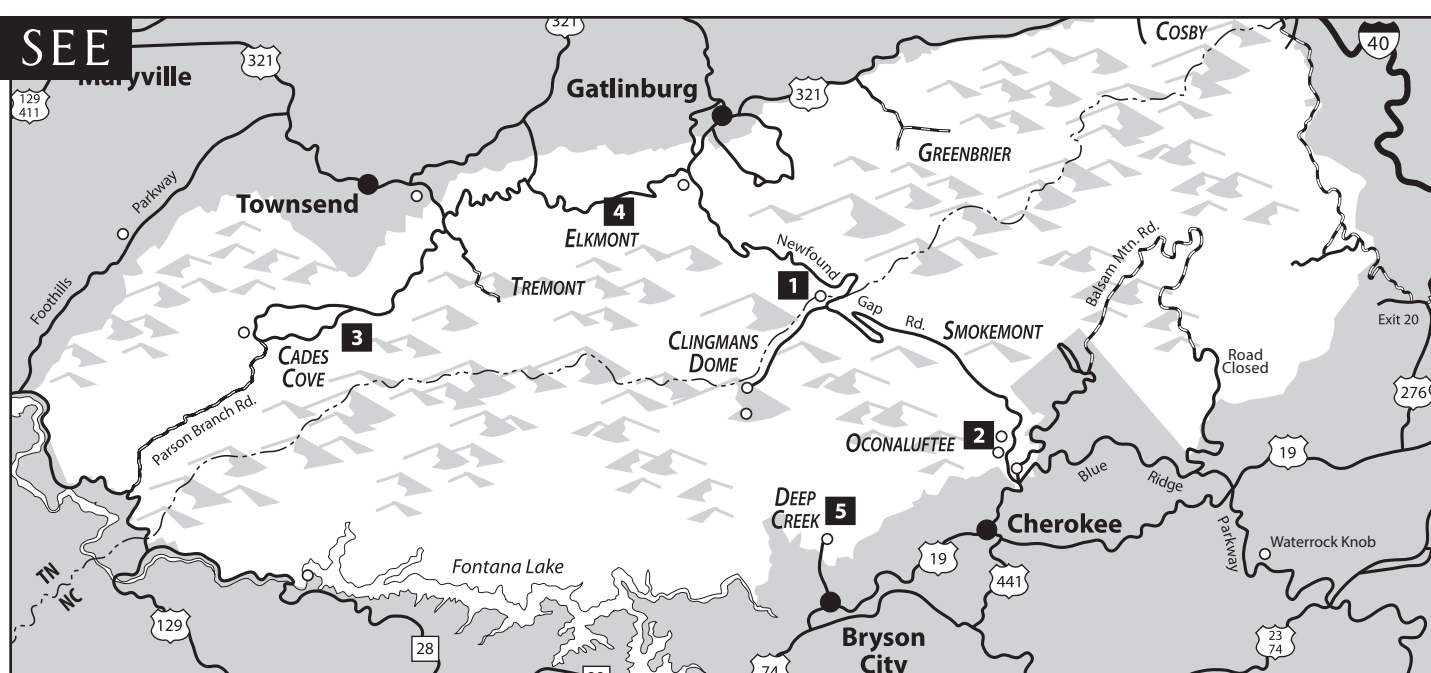 SEE
Maryville
321
321
129
411
Gatlinburg
321
COSBY
40
GREENBRIER
Parkway
Townsend
4
ELKMONT
Foothills
TREMONT
Newfound
1
Gap
Rd.
SMOKEMONT
Balsam Mtn. Rd.
Exit 20
3
CADES
COVE
CLINGMANS
DOME
Road
Closed
276
Parson Branch Rd.
OCONALUFTEE
2
19
Blue
Ridge
Parkway
DEEP
CREEK
5
Cherokee
Waterrock Knob
TN
NC
Fontana Lake
19
441
129
28
Bryson
City
23
74
74